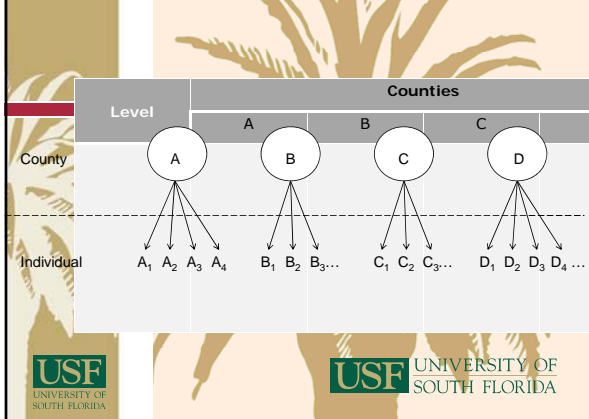 Counties
Level
A B C
County A B C D
Individual A₁ A₂ A₃ A₄ B₁ B₂ B₃... C₁ C₂ C₃... D₁ D₂ D₃ D₄ ...
USF
UNIVERSITY OF
SOUTH FLORIDA
USF UNIVERSITY OF
SOUTH FLORIDA